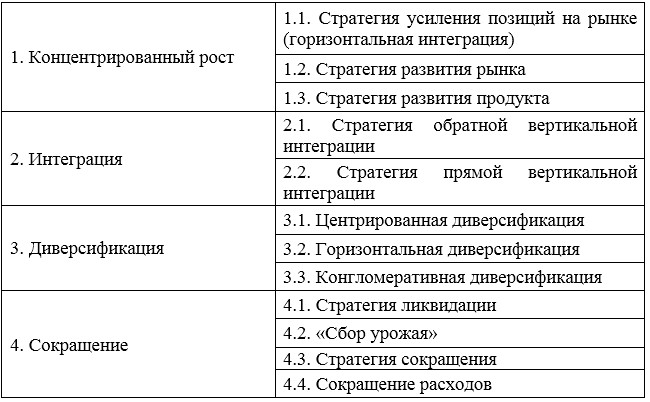 1. Концентрированный рост
1.1. Стратегия усиления позиций на рынке
(горизонтальная интеграция)
1.2. Стратегия развития рынка
1.3. Стратегия развития продукта
2. Интеграция
2.1. Стратегия обратной вертикальной
интеграции
2.2. Стратегия прямой вертикальной
интеграции
3. Диверсификация
3.1. Центрированная диверсификация
3.2. Горизонтальная диверсификация
3.3. Конгломеративная диверсификация
4. Сокращение
4.1. Стратегия ликвидации
4.2. «Сбор урожая»
4.3. Стратегия сокращения
4.4. Сокращение расходов